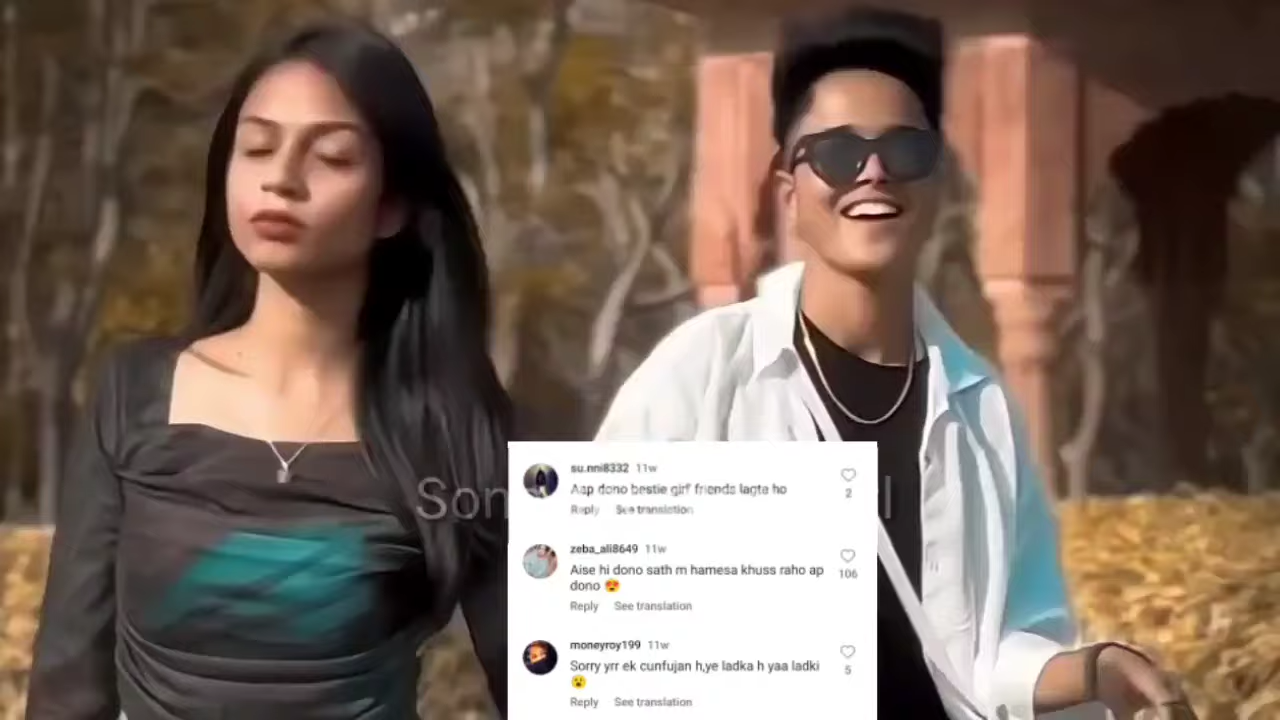 Son
l
su.nni8332 11w
Aap dono bestie girf friends lagte ho
2
Reply See translation
zeba_ali8649 11w
Aise hi dono sath m hamesa khuss raho ap
dono 😍
106
Reply See translation
moneyroy199 11w
Sorry yrr ek cunfujan h,ye ladka h yaa ladki
😮
5
Reply See translation